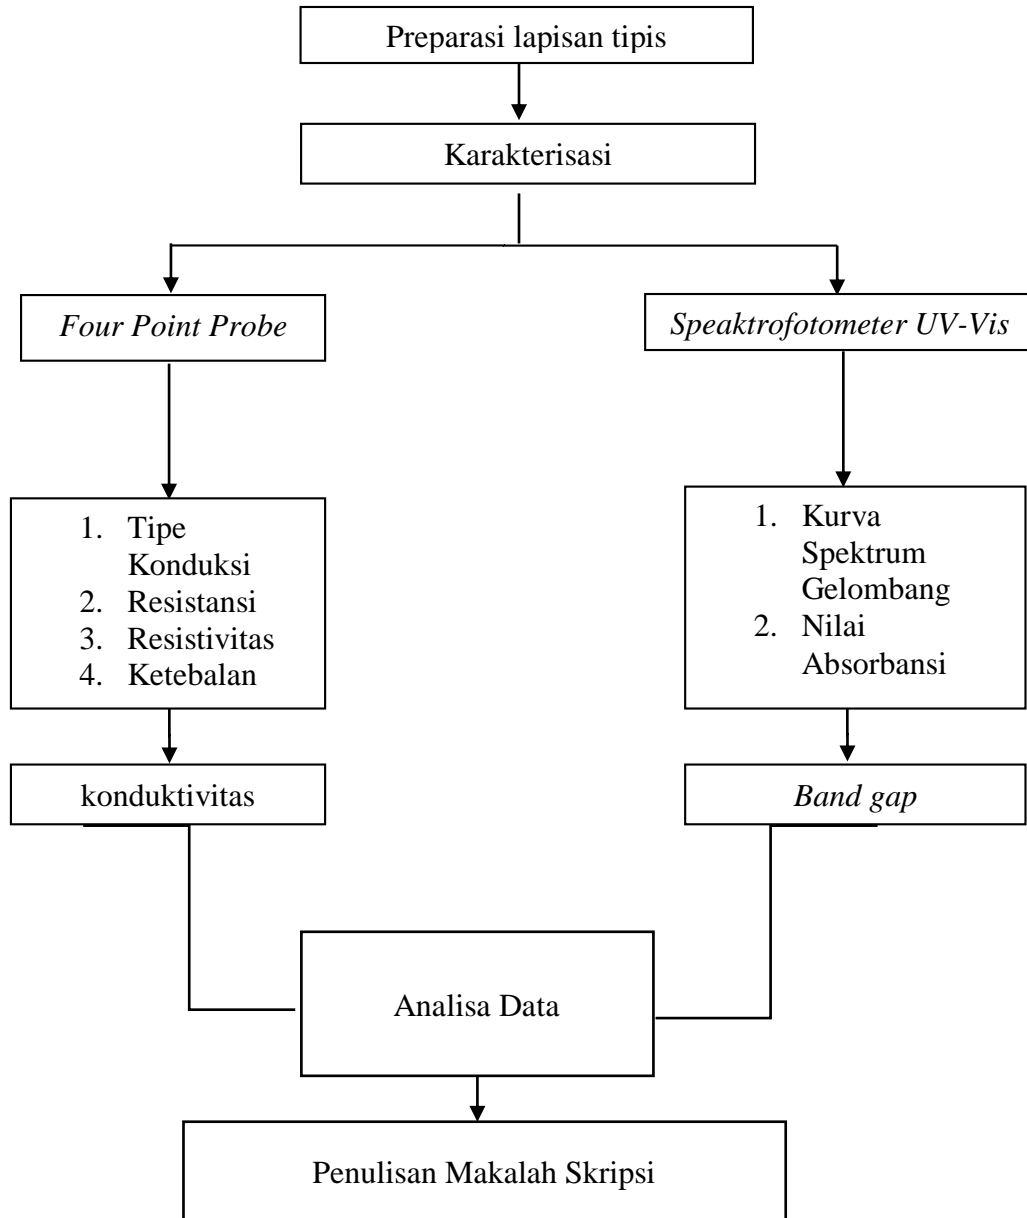 Preparasi lapisan tipis
Karakterisasi
Four Point Probe
Speaktrofotometer UV-Vis
1. Tipe
Konduksi
2. Resistansi
3. Resistivitas
4. Ketebalan
1. Kurva
Spektrum
Gelombang
2. Nilai
Absorbansi
konduktivitas
Band gap
Analisa Data
Penulisan Makalah Skripsi